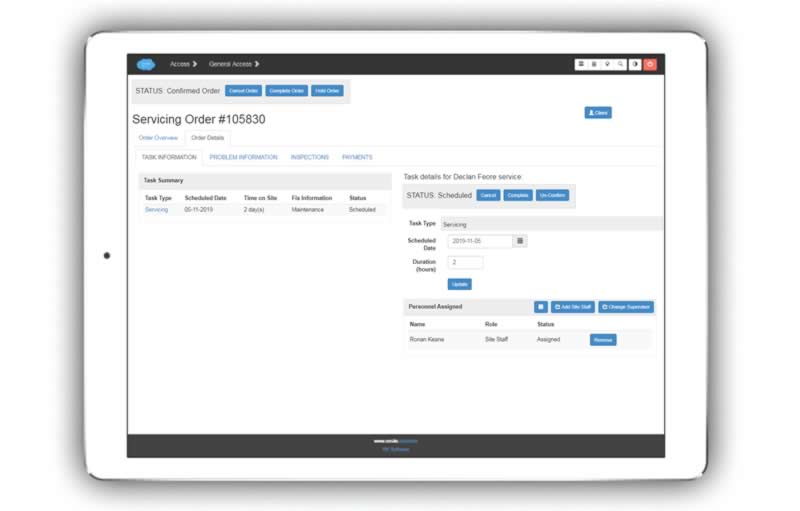 Access General Access
STATUS: Confirmed Order Cancel Order Complete Order Hold Order
Client
Servicing Order #105830
Order Overview Order Details
TASK INFORMATION PROBLEM INFORMATION INSPECTIONS PAYMENTS
Task Summary
Task Type Scheduled Date Time on Site Fix Information Status
Servicing 05-11-2019 2 day(s) Maintenance Scheduled
Task details for Declan Feore service:
STATUS: Scheduled Cancel Complete Un-Confirm
Task Type Servicing
Scheduled Date 2019-11-05
Duration (hours) 2
Update
Personnel Assigned Add Site Staff Change Supervisor
Name Role Status
Ronan Keane Site Staff Assigned Remove